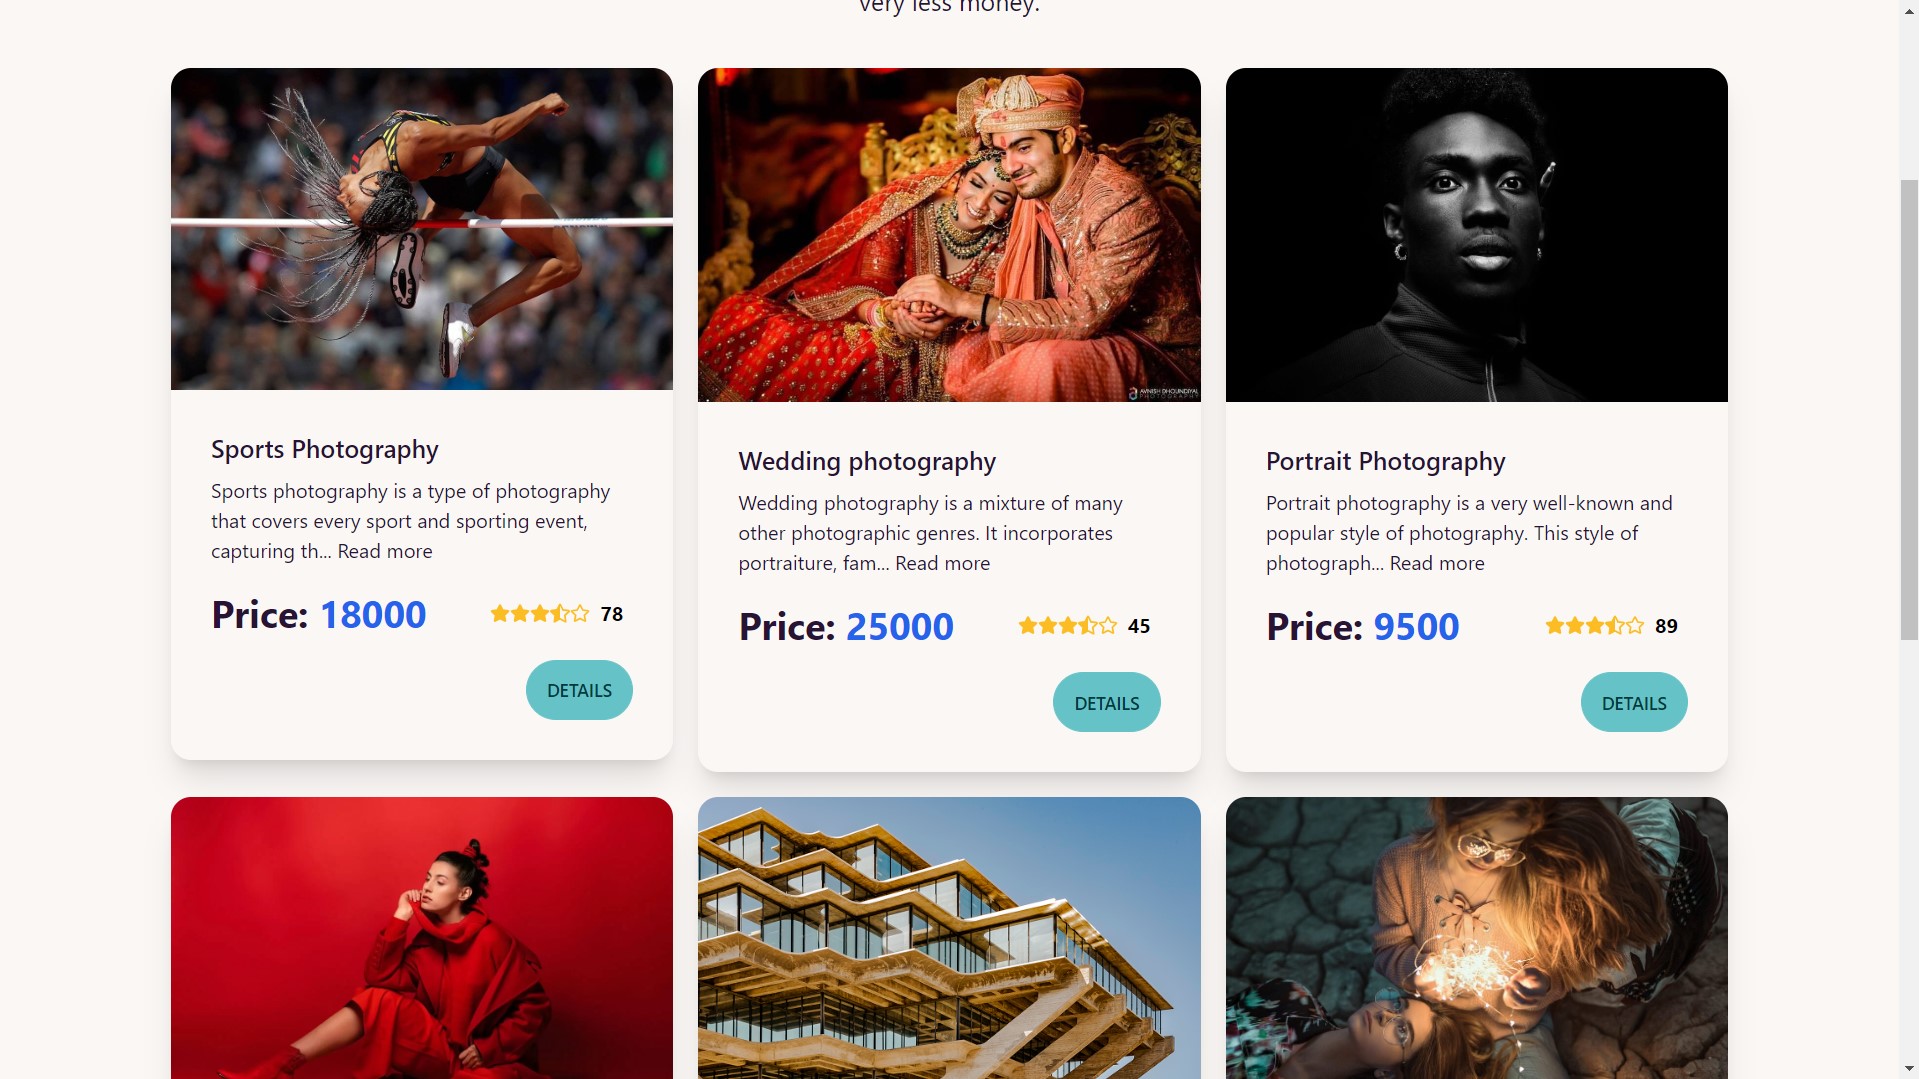 very less money.
Sports Photography
Sports photography is a type of photography
that covers every sport and sporting event,
capturing th... Read more
Price: 18000
78
DETAILS
AVNISH DHOUNDIYAL
PHOTOGRAPHY
Wedding photography
Wedding photography is a mixture of many
other photographic genres. It incorporates
portraiture, fam... Read more
Price: 25000
45
DETAILS
Portrait Photography
Portrait photography is a very well-known and
popular style of photography. This style of
photograph... Read more
Price: 9500
89
DETAILS